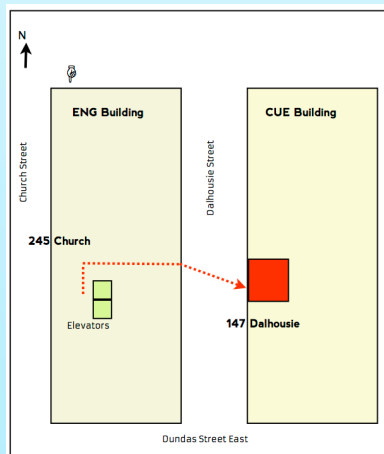 N
ENG Building
CUE Building
Church Street
Dalhousie Street
245 Church
Elevators
147 Dalhousie
Dundas Street East